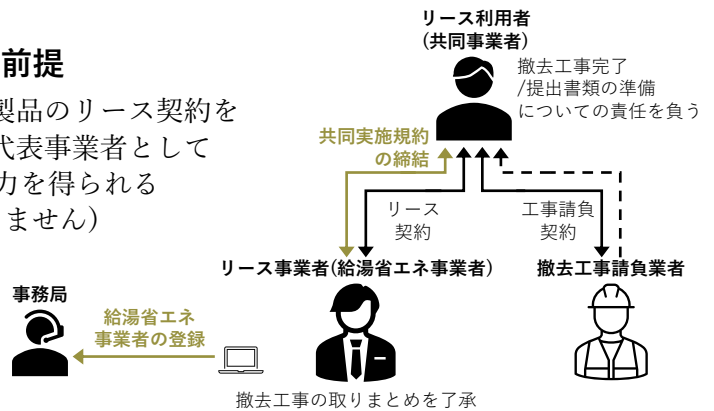 前提
製品のリース契約を
代表事業者として
力を得られる
ません）
リース利用者
(共同事業者)
撤去工事完了
/提出書類の準備
についての責任を負う
共同実施規約
の締結
リース
契約
工事請負
契約
リース事業者(給湯省エネ事業者)
撤去工事請負業者
事務局
給湯省エネ
事業者の登録
撤去工事の取りまとめを了承